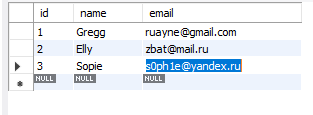 id name email
1 Gregg ruayne@gmail.com
2 Elly zbat@mail.ru
3 Sopie s0ph1e@yandex.ru
NULL NULL NULL